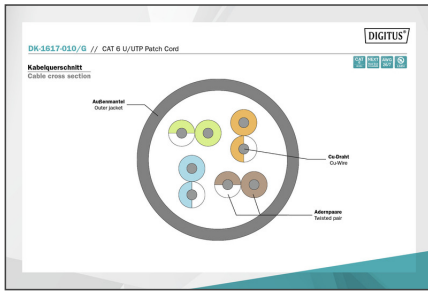 DIGITUS®
DK-1617-010/G // CAT 6 U/UTP Patch Cord
Kabelquerschnitt
Cable cross section
Außenmantel
Outer jacket
Cu-Draht
Cu-Wire
Adernpaare
Twisted pair